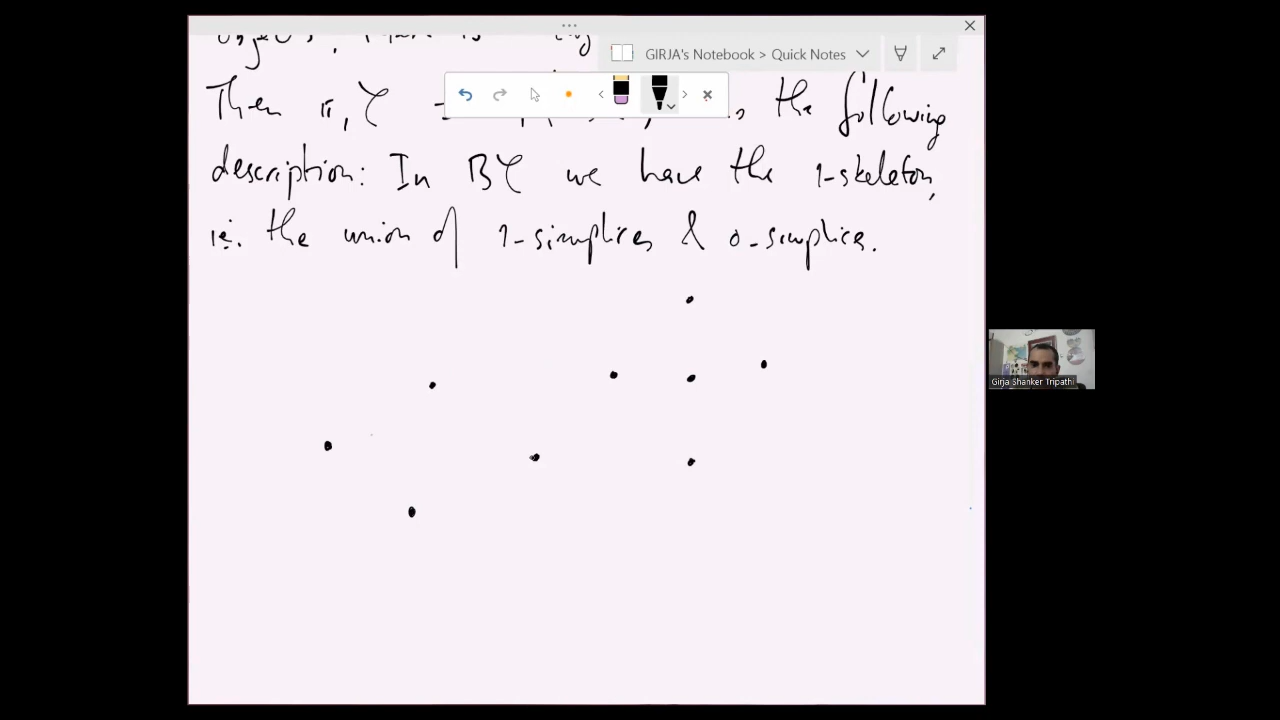 GIRJA's Notebook > Quick Notes
Then π, 𝒞 the following
description: In B𝒞 we have the 1-skeleton,
i.e. the union of 1-simplices & 0-simplices.
Girja Shanker Tripathi